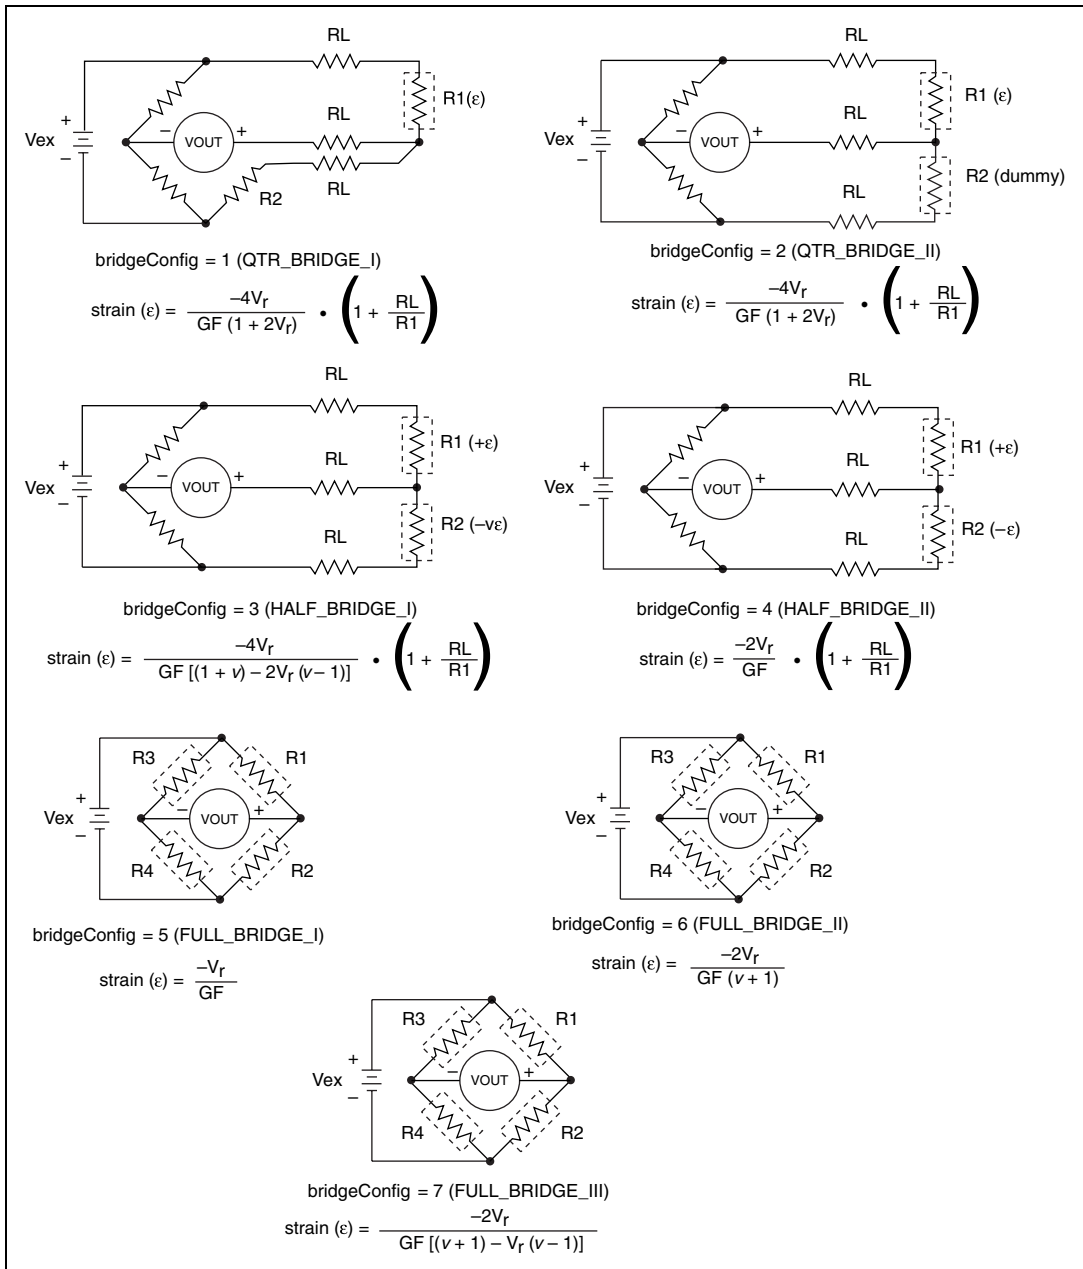 RL
R1(ε)
Vex
+
−
−
VOUT
+
RL
R2
RL
bridgeConfig = 1 (QTR_BRIDGE_I)
strain (ε) = −4Vr / GF (1 + 2Vr) • (1 + RL / R1)
RL
R1 (ε)
Vex
+
−
−
VOUT
+
RL
R2 (dummy)
RL
bridgeConfig = 2 (QTR_BRIDGE_II)
strain (ε) = −4Vr / GF (1 + 2Vr) • (1 + RL / R1)
RL
R1 (+ε)
Vex
+
−
−
VOUT
+
RL
R2 (−vε)
RL
bridgeConfig = 3 (HALF_BRIDGE_I)
strain (ε) = −4Vr / GF [(1 + v) − 2Vr (v − 1)] • (1 + RL / R1)
RL
R1 (+ε)
Vex
+
−
−
VOUT
+
RL
R2 (−ε)
RL
bridgeConfig = 4 (HALF_BRIDGE_II)
strain (ε) = −2Vr / GF • (1 + RL / R1)
R3
R1
Vex
+
−
−
VOUT
+
R4
R2
bridgeConfig = 5 (FULL_BRIDGE_I)
strain (ε) = −Vr / GF
R3
R1
Vex
+
−
−
VOUT
+
R4
R2
bridgeConfig = 6 (FULL_BRIDGE_II)
strain (ε) = −2Vr / GF (v + 1)
R3
R1
Vex
+
−
−
VOUT
+
R4
R2
bridgeConfig = 7 (FULL_BRIDGE_III)
strain (ε) = −2Vr / GF [(v + 1) − Vr (v − 1)]